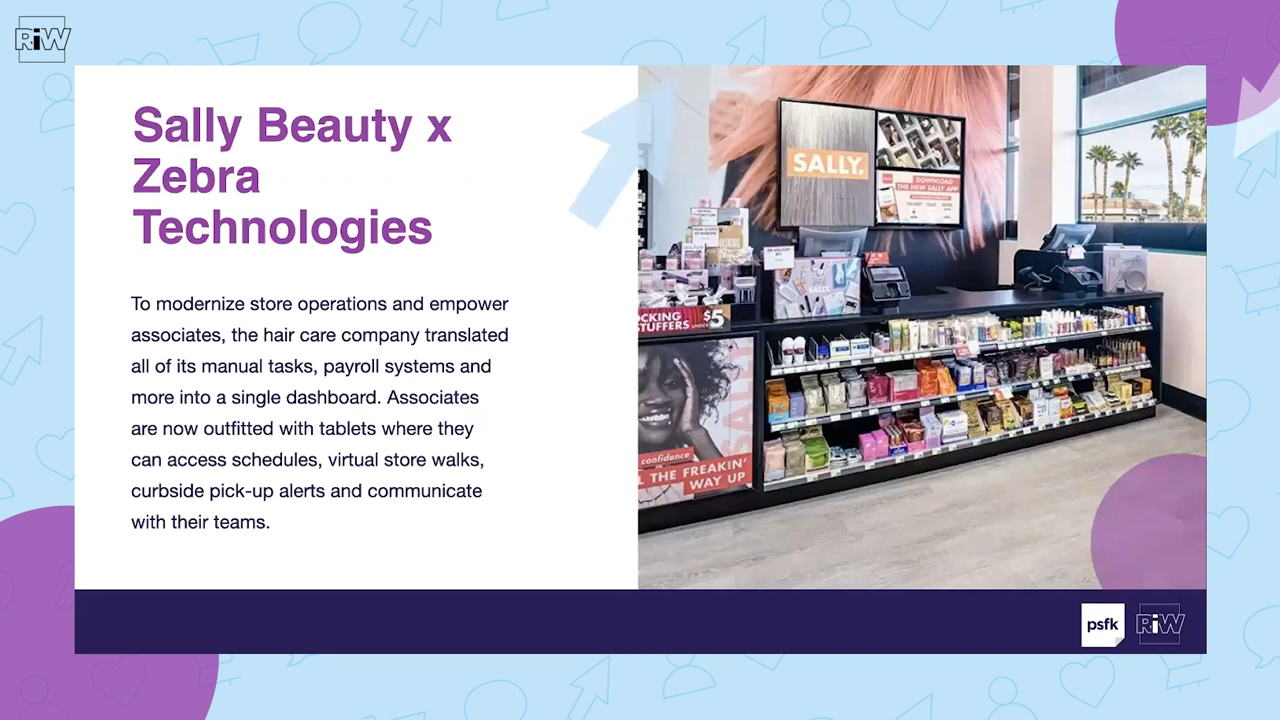 RiW
Sally Beauty x
Zebra
Technologies
To modernize store operations and empower
associates, the hair care company translated
all of its manual tasks, payroll systems and
more into a single dashboard. Associates
are now outfitted with tablets where they
can access schedules, virtual store walks,
curbside pick-up alerts and communicate
with their teams.
SALLY.
DOWNLOAD
THE NEW SALLY APP
OCKING
STUFFERS
$5
confidence
L THE FREAKIN'
WAY UP
psfk
RiW